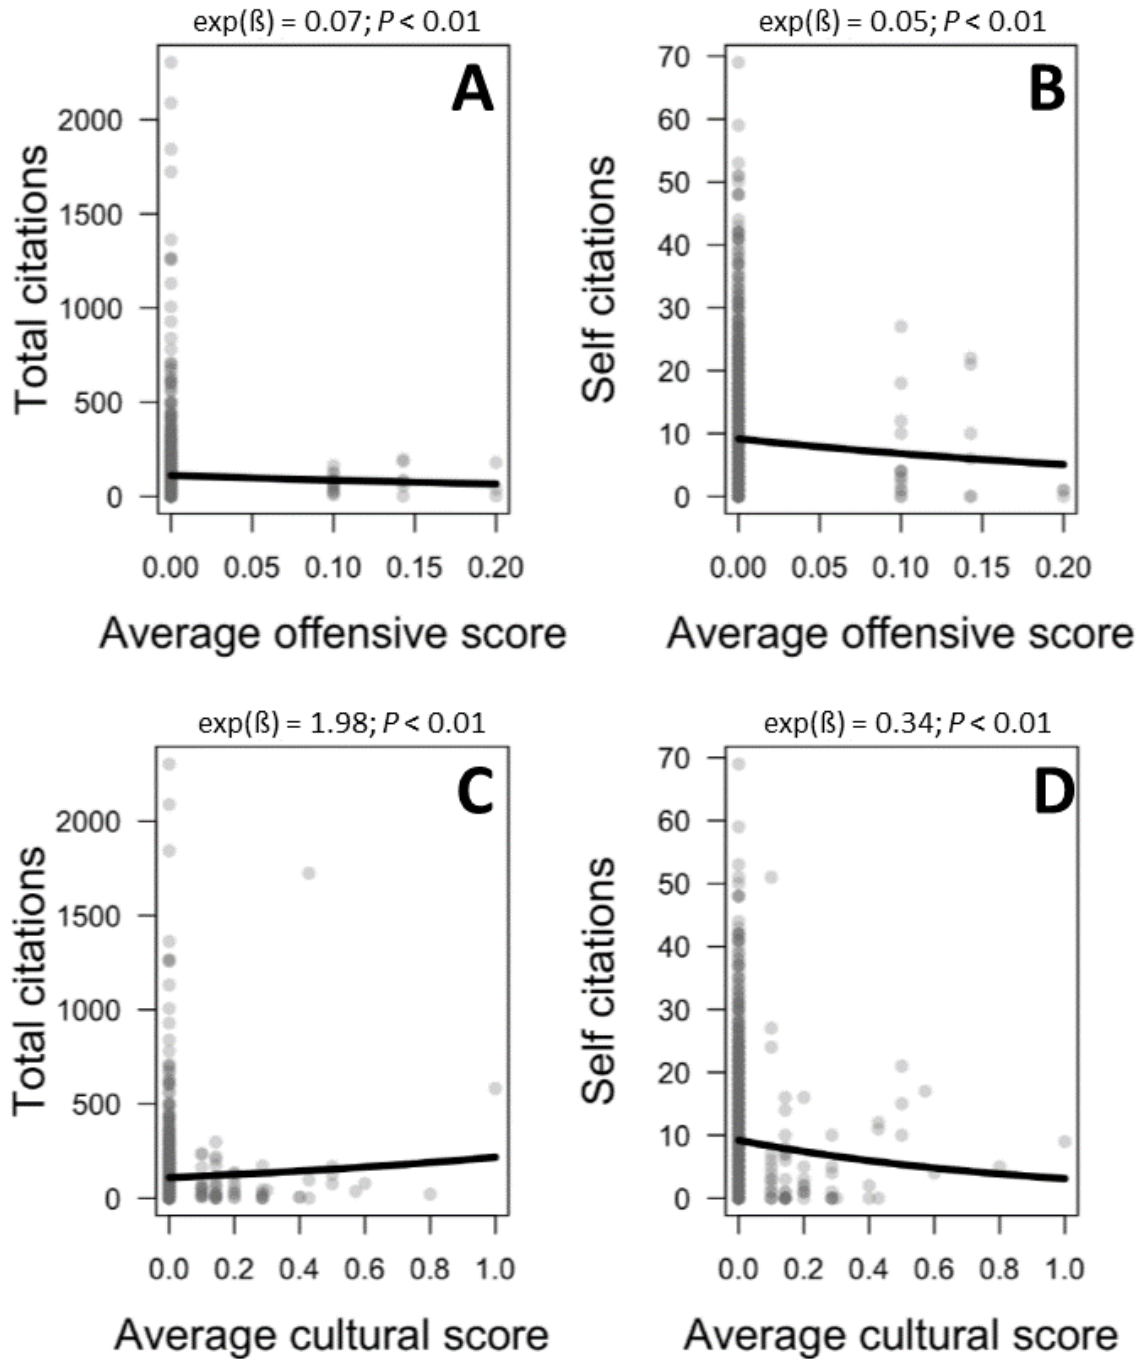 exp(ß) = 0.07; P < 0.01
A
Total citations
2000
1500
1000
500
0
0.00 0.05 0.10 0.15 0.20
Average offensive score
exp(ß) = 0.05; P < 0.01
B
Self citations
70
60
50
40
30
20
10
0
0.00 0.05 0.10 0.15 0.20
Average offensive score
exp(ß) = 1.98; P < 0.01
C
Total citations
2000
1500
1000
500
0
0.0 0.2 0.4 0.6 0.8 1.0
Average cultural score
exp(ß) = 0.34; P < 0.01
D
Self citations
70
60
50
40
30
20
10
0
0.0 0.2 0.4 0.6 0.8 1.0
Average cultural score